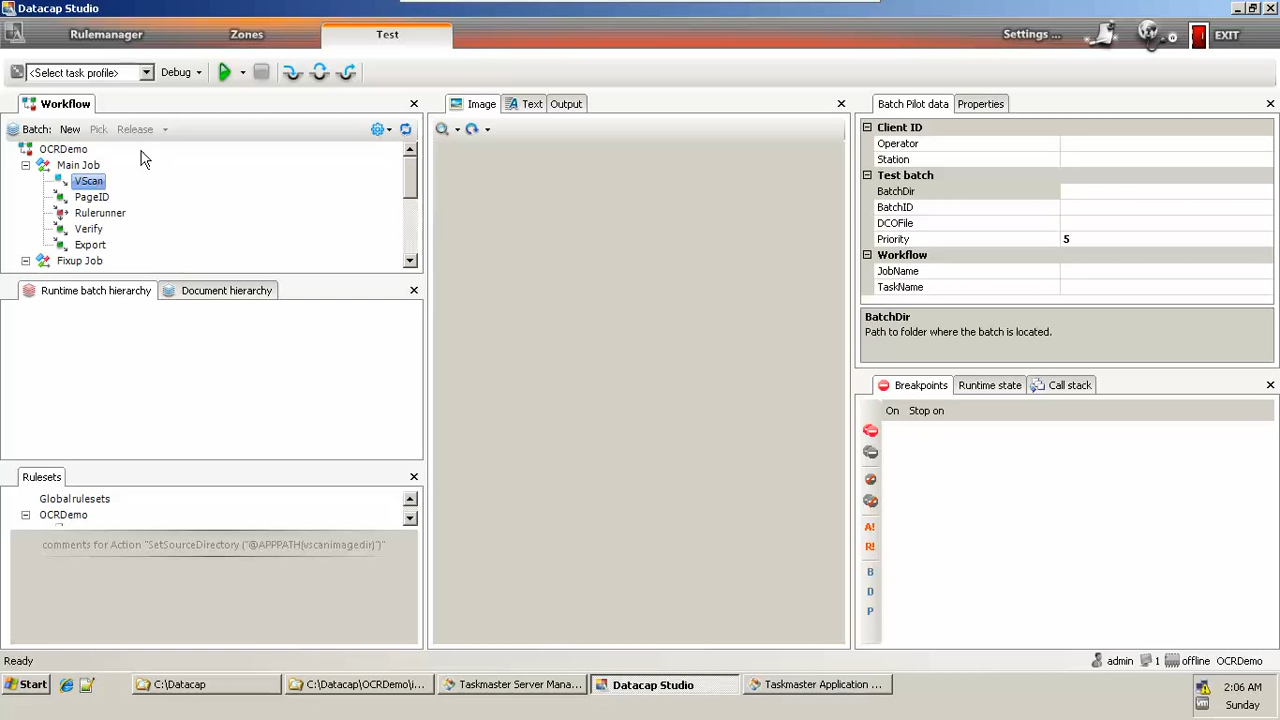 Datacap Studio
Rulemanager
Zones
Test
Settings ...
EXIT
<Select task profile>
Debug
Workflow
Image
Text
Output
Batch Pilot data
Properties
Batch: New Pick Release
OCRDemo
Main Job
VScan
PageID
Rulerunner
Verify
Export
Fixup Job
Client ID
Operator
Station
Test batch
BatchDir
BatchID
DCOFile
Priority 5
Workflow
JobName
TaskName
BatchDir
Path to folder where the batch is located.
Runtime batch hierarchy
Document hierarchy
Breakpoints
Runtime state
Call stack
On Stop on
A!
R!
B
D
P
Rulesets
Global rulesets
OCRDemo
comments for Action "SetSourceDirectory ("@APPPATH(vscanimagedir)")"
Ready
admin
1
offline
OCRDemo
Start
C:\Datacap
C:\Datacap\OCRDemo\i...
Taskmaster Server Mana...
Datacap Studio
Taskmaster Application ...
2:06 AM
Sunday